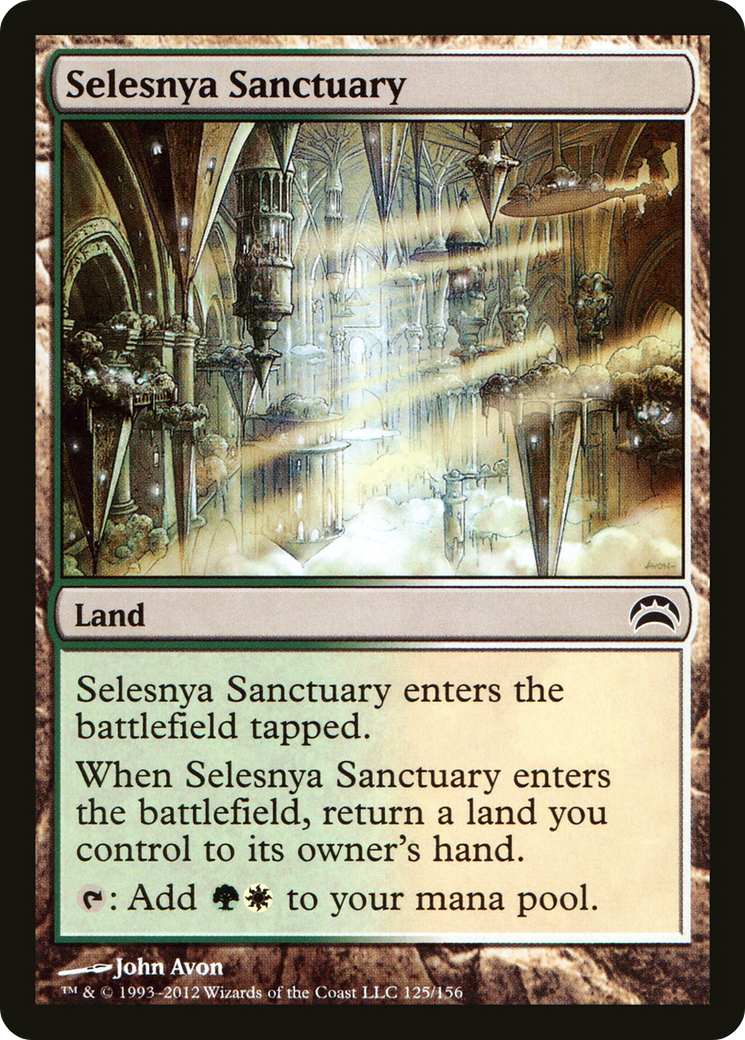 Selesnya Sanctuary
AVON-
Land
Selesnya Sanctuary enters the
battlefield tapped.
When Selesnya Sanctuary enters
the battlefield, return a land you
control to its owner's hand.
: Add to your mana pool.
John Avon
™ & © 1993–2012 Wizards of the Coast LLC 125/156